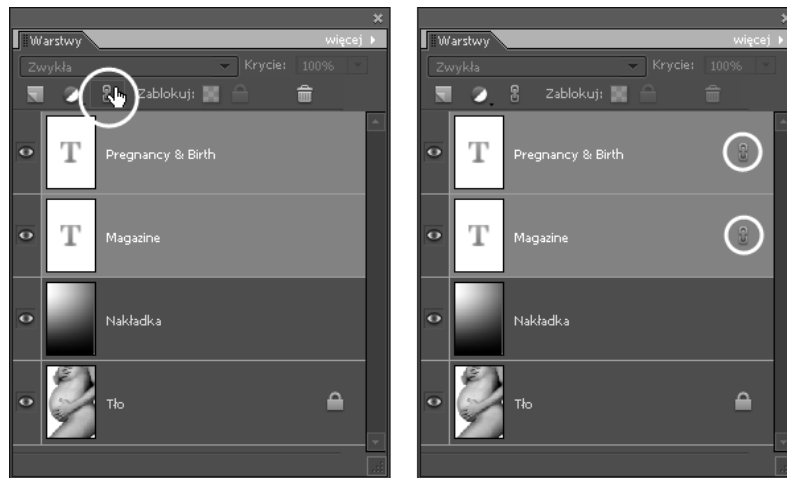 Warstwy więcej
Zwykła Krycie: 100%
Zablokuj:
T Pregnancy & Birth
T Magazine
Nakładka
Tło
Warstwy więcej
Zwykła Krycie: 100%
Zablokuj:
T Pregnancy & Birth
T Magazine
Nakładka
Tło